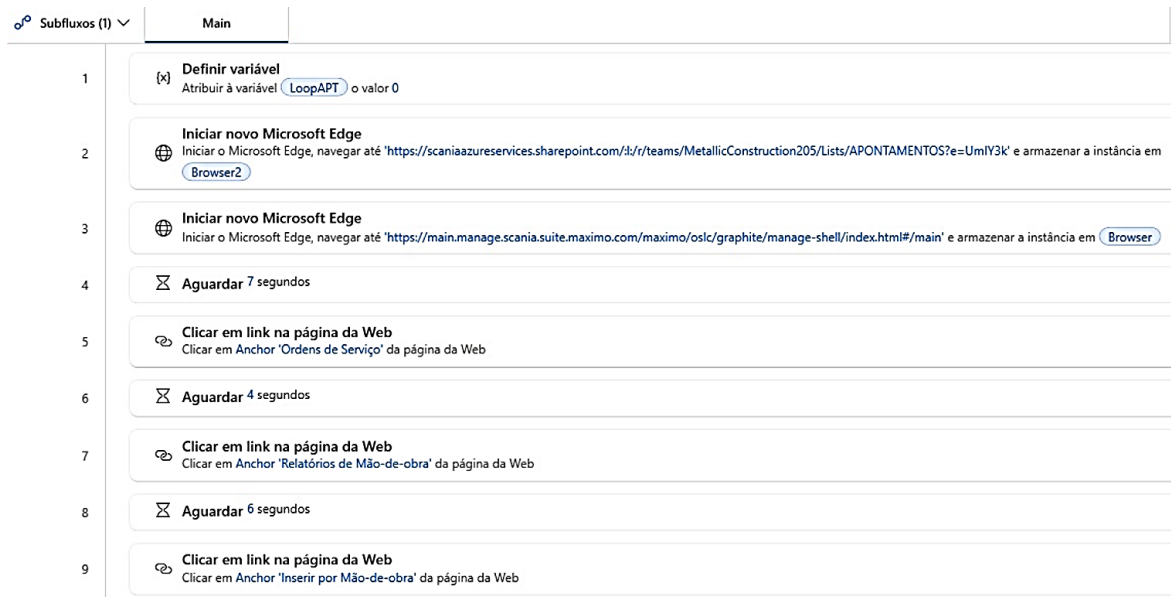 Subfluxos (1)
Main
1
{x}
Definir variável
Atribuir à variável LoopAPT o valor 0
2
Iniciar novo Microsoft Edge
Iniciar o Microsoft Edge, navegar até 'https://scaniaazureservices.sharepoint.com/:l:/r/teams/MetallicConstruction205/Lists/APONTAMENTOS?e=UmlY3k' e armazenar a instância em
Browser2
3
Iniciar novo Microsoft Edge
Iniciar o Microsoft Edge, navegar até 'https://main.manage.scania.suite.maximo.com/maximo/oslc/graphite/manage-shell/index.html#/main' e armazenar a instância em Browser
4
Aguardar 7 segundos
5
Clicar em link na página da Web
Clicar em Anchor 'Ordens de Serviço' da página da Web
6
Aguardar 4 segundos
7
Clicar em link na página da Web
Clicar em Anchor 'Relatórios de Mão-de-obra' da página da Web
8
Aguardar 6 segundos
9
Clicar em link na página da Web
Clicar em Anchor 'Inserir por Mão-de-obra' da página da Web